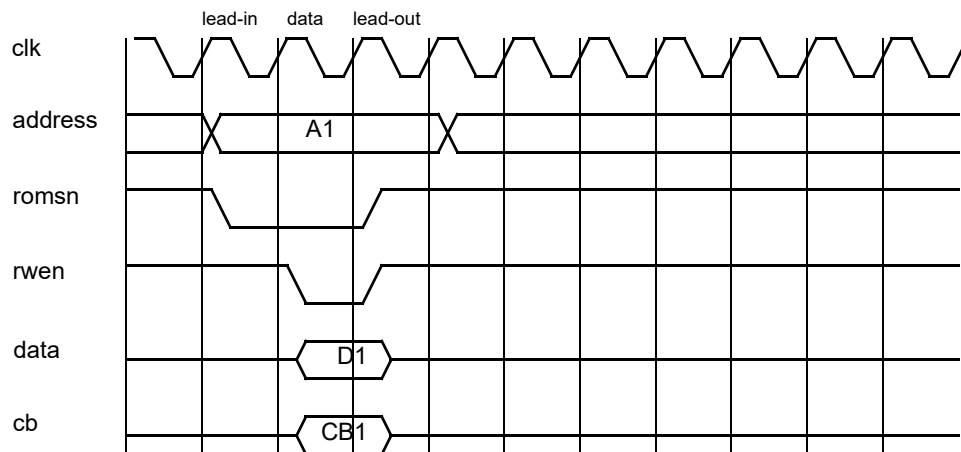 lead-in data lead-out
clk
address A1
romsn
rwen
data D1
cb CB1